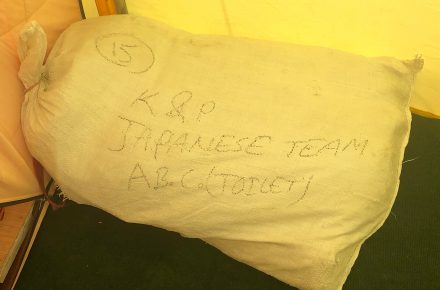 15
K & P
JAPANESE TEAM
A.B.C. (TOILET)